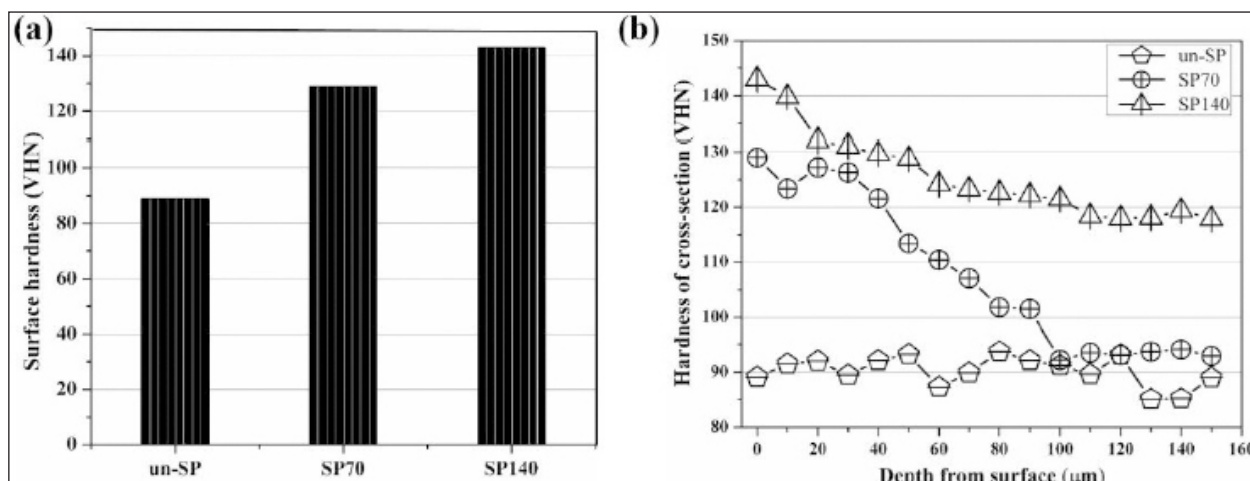 (a)
Surface hardness (VHN)
140
120
100
80
60
40
20
0
un-SP
SP70
SP140
(b)
Hardness of cross-section (VHN)
150
140
130
120
110
100
90
80
un-SP
SP70
SP140
0
20
40
60
80
100
120
140
160
Depth from surface (μm)